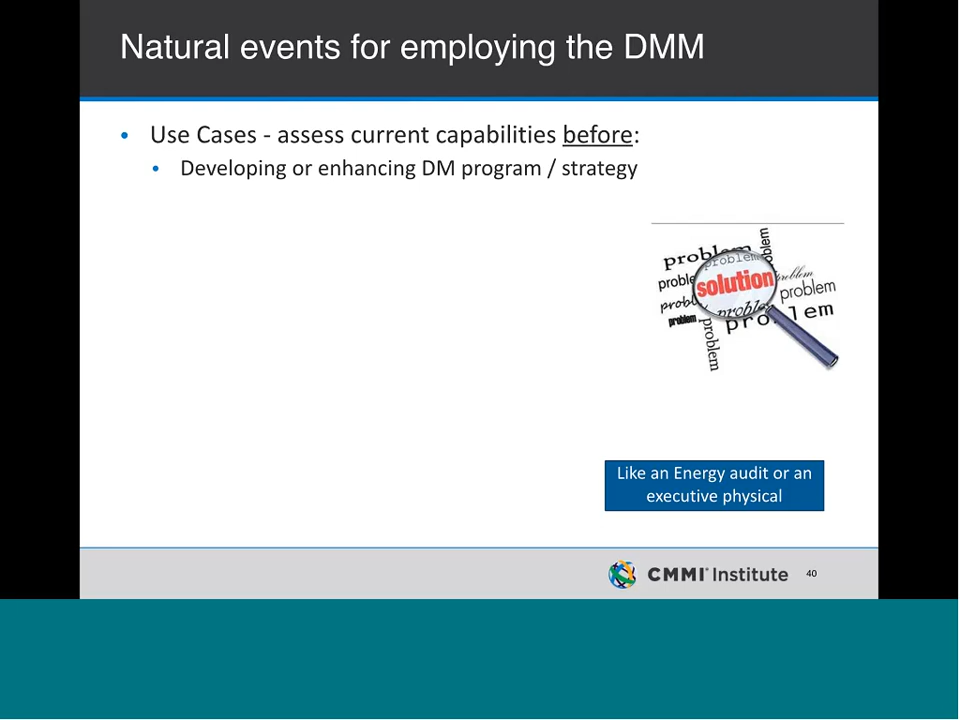 Natural events for employing the DMM
• Use Cases - assess current capabilities before:
• Developing or enhancing DM program / strategy
problem
problem
problem
problem
solution
problem
problem
problem
problem
problem
problem
Like an Energy audit or an
executive physical
CMMI® Institute 40